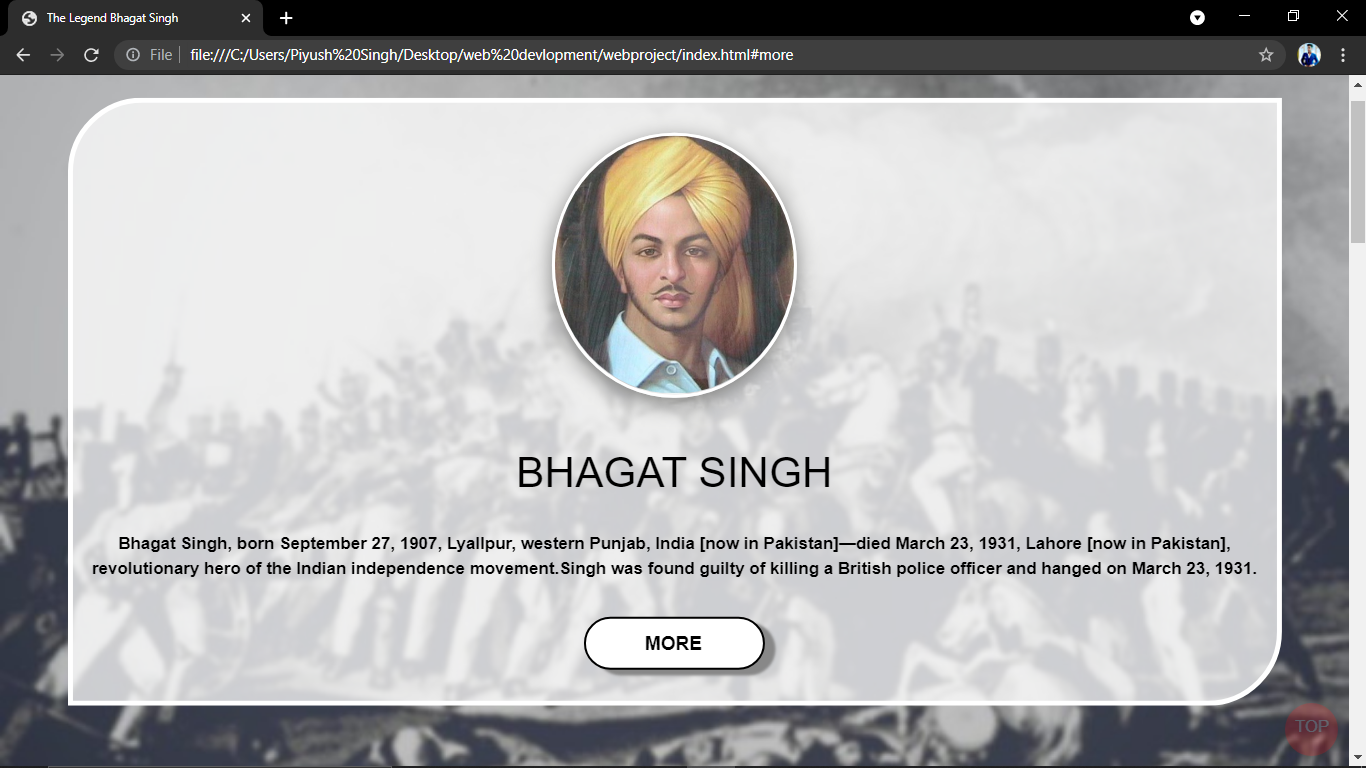 The Legend Bhagat Singh
File file:///C:/Users/Piyush%20Singh/Desktop/web%20devlopment/webproject/index.html#more
BHAGAT SINGH
Bhagat Singh, born September 27, 1907, Lyallpur, western Punjab, India [now in Pakistan]—died March 23, 1931, Lahore [now in Pakistan],
revolutionary hero of the Indian independence movement.Singh was found guilty of killing a British police officer and hanged on March 23, 1931.
MORE
TOP